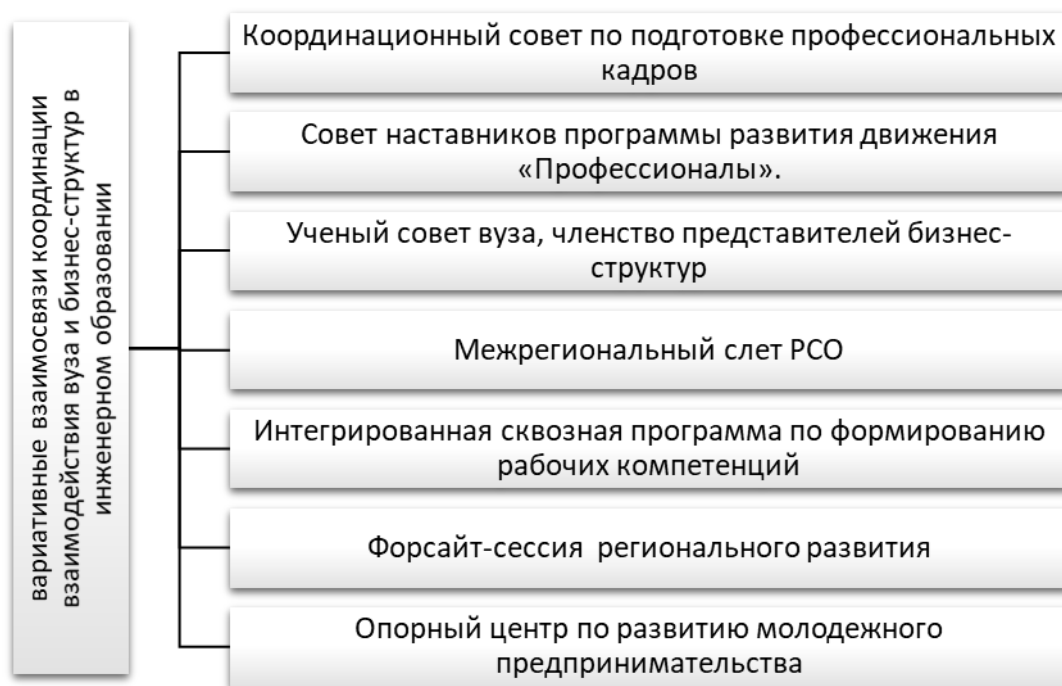 вариативные взаимосвязи координации
взаимодействия вуза и бизнес-структур в
инженерном образовании
Координационный совет по подготовке профессиональных
кадров
Совет наставников программы развития движения
«Профессионалы».
Ученый совет вуза, членство представителей бизнес-
структур
Межрегиональный слет РСО
Интегрированная сквозная программа по формированию
рабочих компетенций
Форсайт-сессия регионального развития
Опорный центр по развитию молодежного
предпринимательства